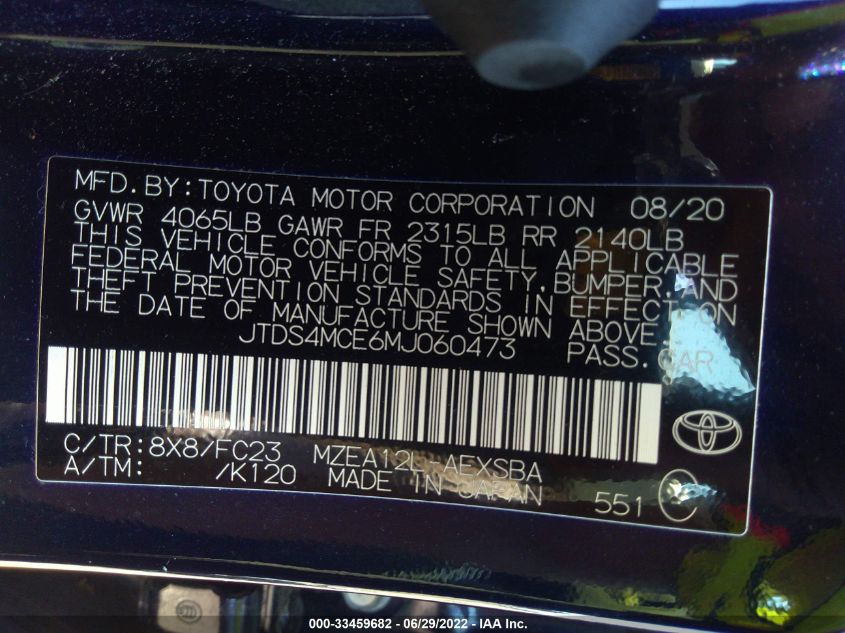 MFD.BY:TOYOTA MOTOR CORPORATION 08/20
GVWR 4065LB GAWR FR 2315LB RR 2140LB
THIS VEHICLE CONFORMS TO ALL APPLICABLE
FEDERAL MOTOR VEHICLE SAFETY,BUMPER,AND
THEFT PREVENTION STANDARDS IN EFFECT ON
THE DATE OF MANUFACTURE SHOWN ABOVE.
JTDS4MCE6MJ060473 PASS.CAR
C/TR:8X8/FC23 MZEA12L-AEXSBA
A/TM: /K120 MADE IN JAPAN 551 C
000-33459682 - 06/29/2022 - IAA Inc.